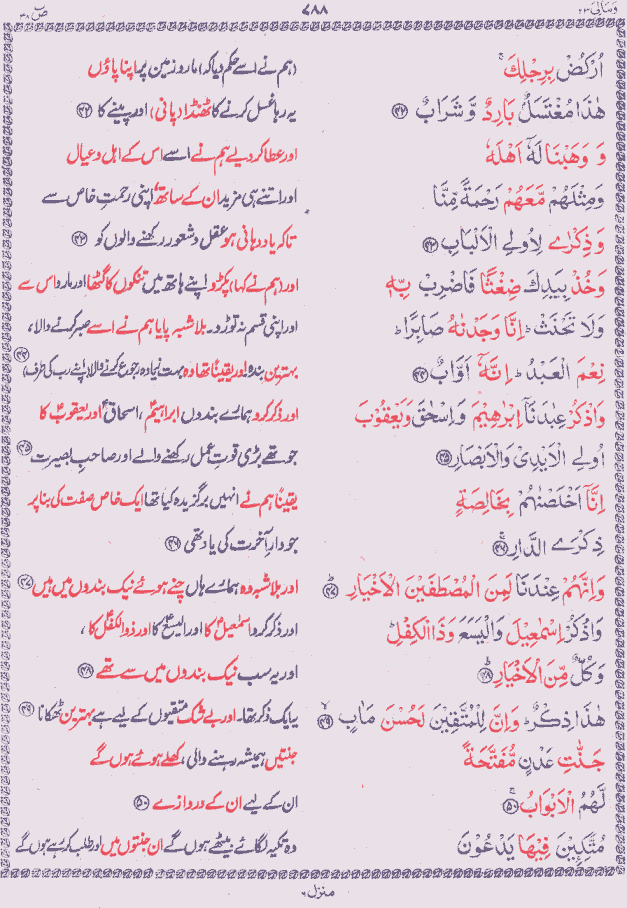 وَمَالِیَ ٢٣ ٧٨٨ صٓ ٣٨
اُرْكُضْ بِرِجْلِكَ ۚ (ہم نے اسے حکم دیا کہ) مارو زمین پر اپنا پاؤں
هٰذَا مُغْتَسَلٌۢ بَارِدٌ وَّ شَرَابٌ ﴿۴۲﴾ یہ رہا غسل کرنے کا ٹھنڈا (پانی) اور پینے کا ﴿۴۲﴾
وَ وَهَبْنَا لَهٗۤ اَهْلَهٗ اور عطا کر دیے ہم نے اسے اس کے اہل و عیال
وَمِثْلَهُمْ مَّعَهُمْ رَحْمَةً مِّنَّا اور اتنے ہی مزید ان کے ساتھ، اپنی رحمتِ خاص سے
وَ ذِكْرٰے لِاُولِے الْاَلْبَابِ ﴿۴۳﴾ تاکہ یاد دہانی ہو عقل و شعور رکھنے والوں کو ﴿۴۳﴾
وَخُذْ بِيَدِكَ ضِغْثًا فَاضْرِبْ بِّهٖ اور (ہم نے کہا) پکڑو اپنے ہاتھ میں تنکوں کا گٹھا اور مارو اس سے
وَلَا تَحْنَثْ ؕ اِنَّا وَجَدْنٰهُ صَابِرًا ؕ اور اپنی قسم نہ توڑو۔ بلاشبہ پایا ہم نے اسے صبر کرنے والا،
نِعْمَ الْعَبْدُ ؕ اِنَّهٗۤ اَوَّابٌ ﴿۴۴﴾ بہترین بندہ اور یقیناً تھا وہ بہت زیادہ رجوع کرنے والا (اپنے رب کی طرف) ﴿۴۴﴾
وَاذْكُرْ عِبٰدَنَاۤ اِبْرٰهِيْمَ وَاِسْحٰقَ وَيَعْقُوْبَ اور ذکر کرو ہمارے بندوں ابراہیمؑ، اسحاقؑ اور یعقوبؑ کا
اُولِے الْاَيْدِیْ وَالْاَبْصَارِ ﴿۴۵﴾ جو تھے بڑی قوتِ عمل رکھنے والے اور صاحبِ بصیرت ﴿۴۵﴾
اِنَّاۤ اَخْلَصْنٰهُمْ بِخَالِصَةٍ یقیناً ہم نے انہیں برگزیدہ کیا تھا ایک خاص صفت کی بنا پر
ذِكْرَے الدَّارِ ﴿۴۶﴾ۚ جو دارِ آخرت کی یاد تھی ﴿۴۶﴾
وَاِنَّهُمْ عِنْدَنَا لَمِنَ الْمُصْطَفَيْنَ الْاَخْيَارِ ﴿۴۷﴾ؕ اور بلاشبہ وہ ہمارے ہاں چنے ہوئے نیک بندوں میں ہیں ﴿۴۷﴾
وَاذْكُرْ اِسْمٰعِيْلَ وَالْيَسَعَ وَذَا الْكِفْلِ ؕ اور ذکر کرو اسمٰعیلؑ کا اور الیسعؑ کا اور ذوالکفلؑ کا،
وَكُلٌّ مِّنَ الْاَخْيَارِ ﴿۴۸﴾ؕ اور یہ سب نیک بندوں میں سے تھے ﴿۴۸﴾
هٰذَا ذِكْرٌ ؕ وَاِنَّ لِلْمُتَّقِيْنَ لَحُسْنَ مَاٰبٍ ﴿۴۹﴾ۙ یہ ایک ذکر تھا۔ اور بے شک متقیوں کے لیے ہے بہترین ٹھکانا ﴿۴۹﴾
جَنّٰتِ عَدْنٍ مُّفَتَّحَةً جنتیں ہمیشہ رہنے والی، کھلے ہوئے ہوں گے
لَّهُمُ الْاَبْوَابُ ﴿۵۰﴾ۚ ان کے لیے ان کے دروازے ﴿۵۰﴾
مُتَّكِـِٕيْنَ فِيْهَا يَدْعُوْنَ وہ تکیہ لگائے بیٹھے ہوں گے ان جنتوں میں اور طلب کر رہے ہوں گے
منزل ٦